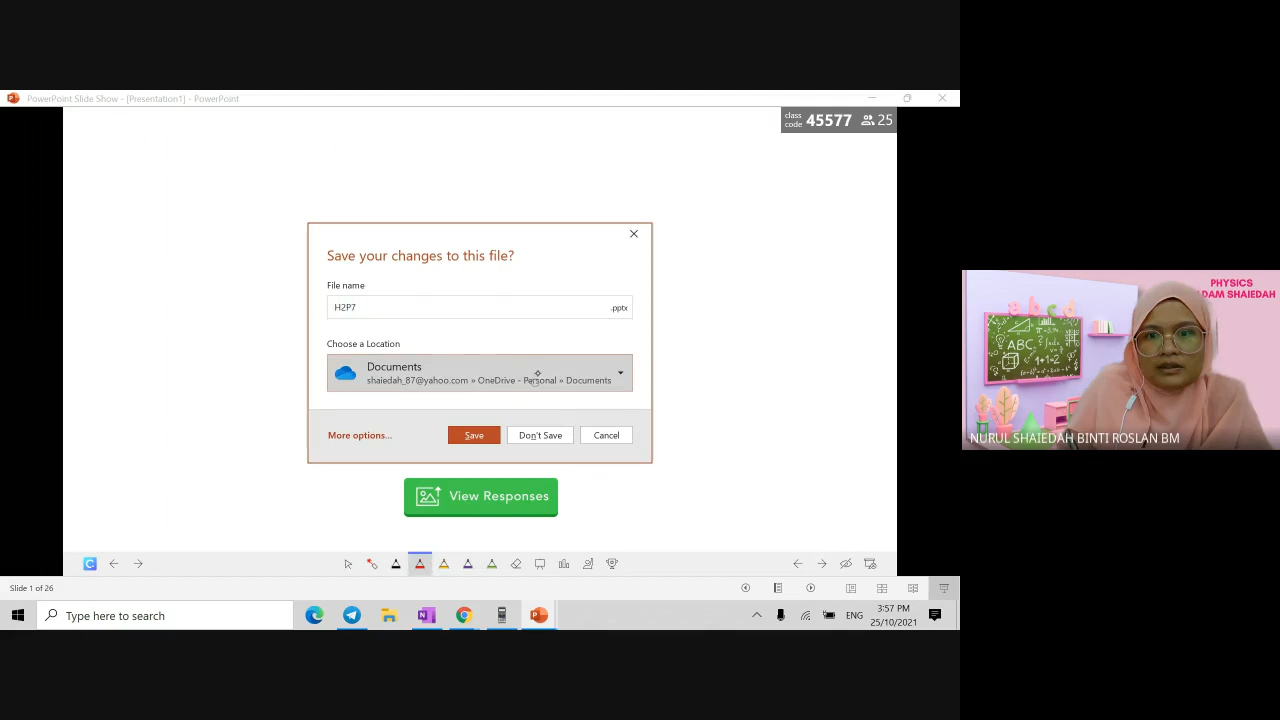 PowerPoint Slide Show - [Presentation1] - PowerPoint
class code 45577 25
Save your changes to this file?
File name
H2P7 .pptx
Choose a Location
Documents
shaiedah_87@yahoo.com » OneDrive - Personal » Documents
More options... Save Don't Save Cancel
View Responses
Slide 1 of 26
Type here to search
ENG
3:57 PM
25/10/2021
PHYSICS
ADAM SHAIEDAH
abcd
ABC
1+1=2
NURUL SHAIEDAH BINTI ROSLAN BM